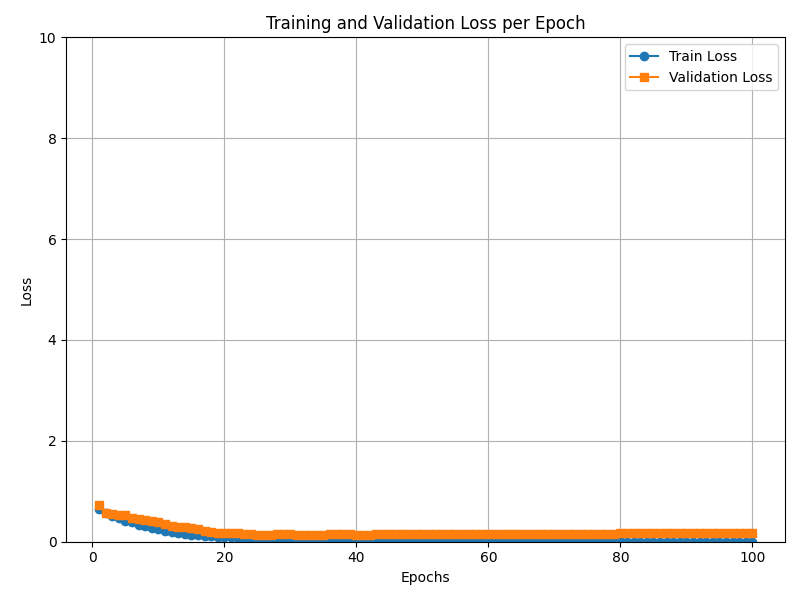 Training and Validation Loss per Epoch
Train Loss
Validation Loss
10
8
6
4
2
0
Loss
0 20 40 60 80 100
Epochs